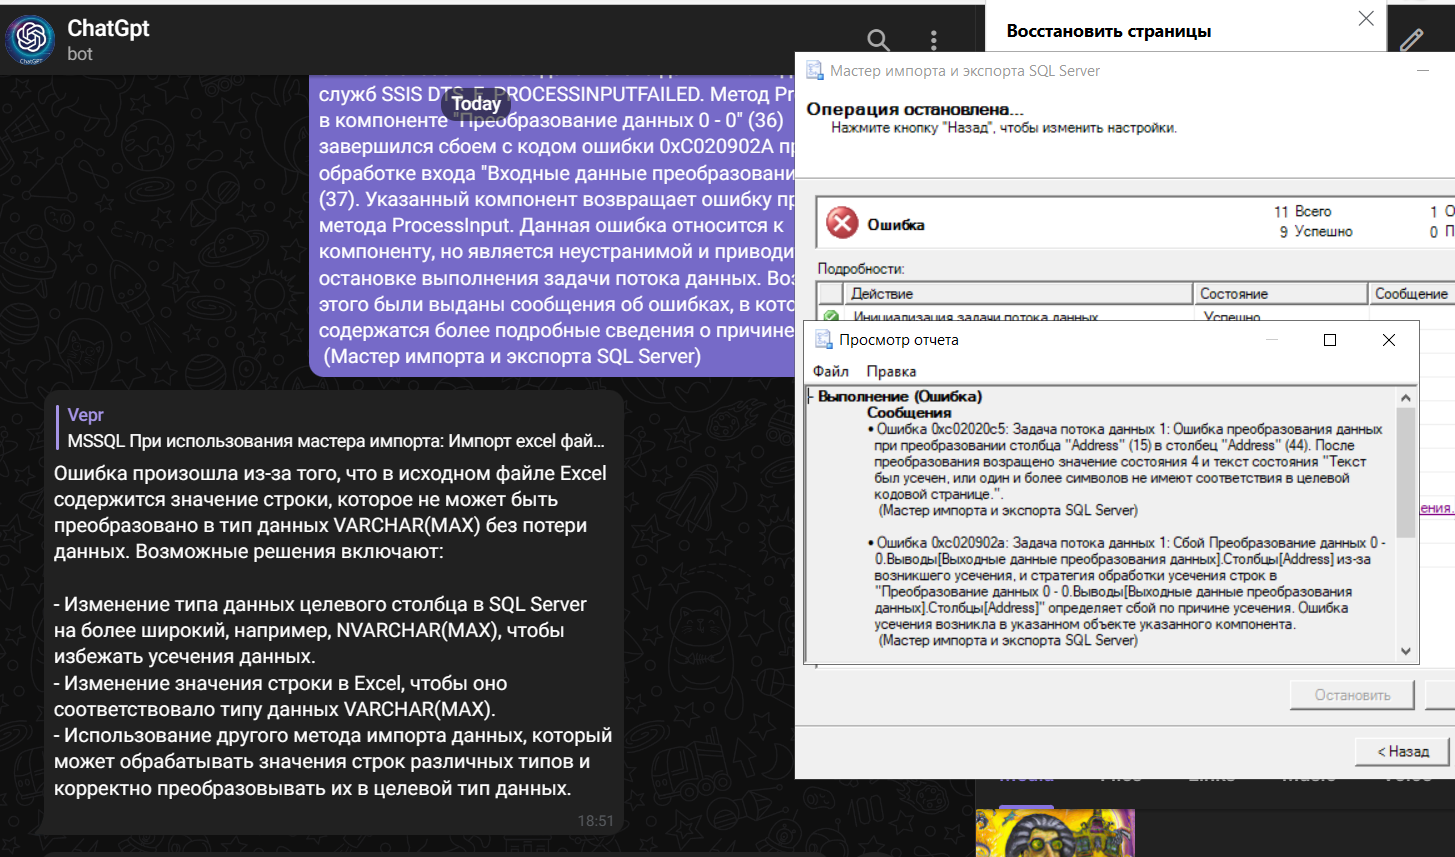 ChatGpt
bot
служб SSIS DTS_E_PROCESSINPUTFAILED. Метод
Today
в компоненте "Преобразование данных 0 - 0" (36)
завершился сбоем с кодом ошибки 0xC020902A
обработке входа "Входные данные
(37). Указанный компонент возвращает ошибку
метода ProcessInput. Данная ошибка относится к
компоненту, но является неустранимой и
остановке выполнения задачи потока данных.
этого были выданы сообщения об ошибках, в
содержатся более подробные сведения о причине
(Мастер импорта и экспорта SQL Server)
Vepr
MSSQL При использования мастера импорта: Импорт excel фай...
Ошибка произошла из-за того, что в исходном файле Excel
содержится значение строки, которое не может быть
преобразовано в тип данных VARCHAR(MAX) без потери
данных. Возможные решения включают:
- Изменение типа данных целевого столбца в SQL Server
на более широкий, например, NVARCHAR(MAX), чтобы
избежать усечения данных.
- Изменение значения строки в Excel, чтобы оно
соответствовало типу данных VARCHAR(MAX).
- Использование другого метода импорта данных, который
может обрабатывать значения строк различных типов и
корректно преобразовывать их в целевой тип данных.
18:51
Восстановить страницы
Мастер импорта и экспорта SQL Server
Операция остановлена...
Нажмите кнопку "Назад", чтобы изменить настройки.
Ошибка
11 Всего
1
9 Успешно
0
Подробности:
Действие Состояние Сообщение
Инициализация задачи потока данных Успешно
Просмотр отчета
Файл Правка
- Выполнение (Ошибка)
Сообщения
• Ошибка 0xc02020c5: Задача потока данных 1: Ошибка преобразования данных
при преобразовании столбца "Address" (15) в столбец "Address" (44). После
преобразования возращено значение состояния 4 и текст состояния "Текст
был усечен, или один и более символов не имеют соответствия в целевой
кодовой странице.".
(Мастер импорта и экспорта SQL Server)
• Ошибка 0xc020902a: Задача потока данных 1: Сбой Преобразование данных 0 -
0.Выводы[Выходные данные преобразования данных].Столбцы[Address] из-за
возникшего усечения, и стратегия обработки усечения строк в
"Преобразование данных 0 - 0.Выводы[Выходные данные преобразования
данных].Столбцы[Address]" определяет сбой по причине усечения. Ошибка
усечения возникла в указанном объекте указанного компонента.
(Мастер импорта и экспорта SQL Server)
Остановить
< Назад